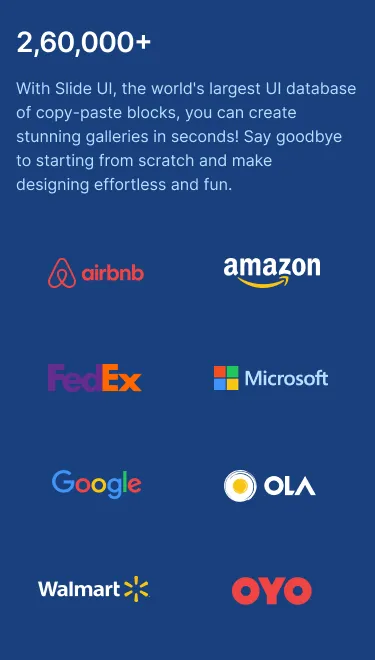 2,60,000+
With Slide UI, the world's largest UI database
of copy-paste blocks, you can create
stunning galleries in seconds! Say goodbye
to starting from scratch and make
designing effortless and fun.
airbnb
amazon
FedEx
Microsoft
Google
OLA
Walmart
OYO